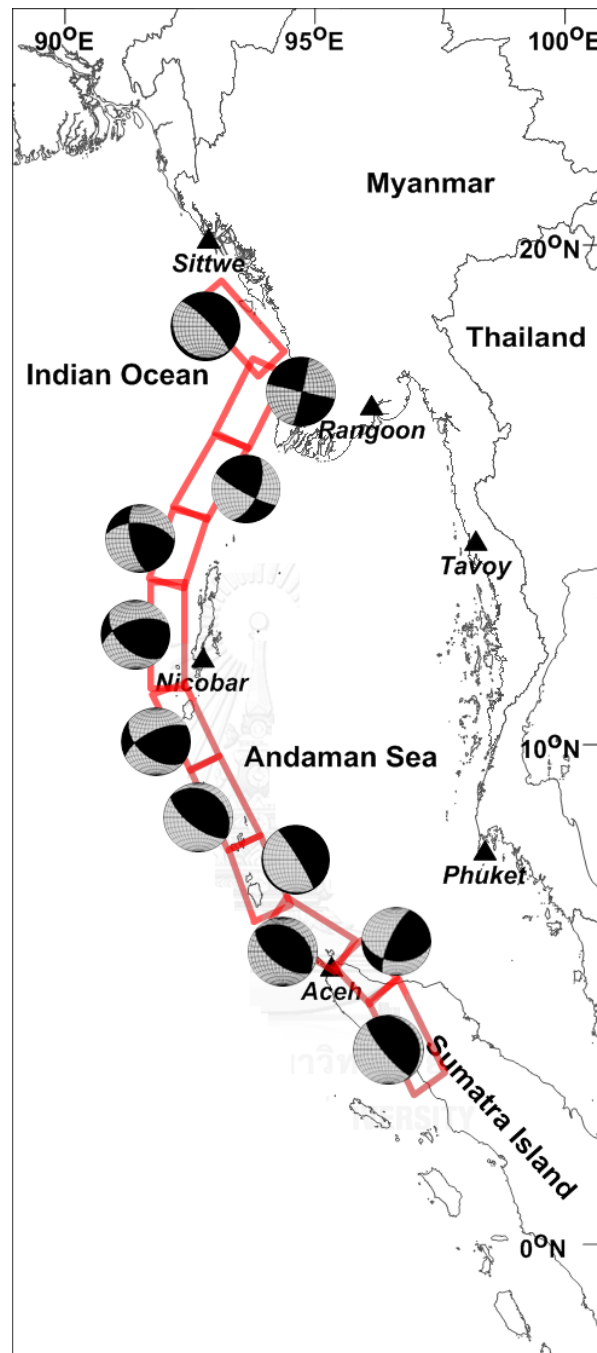 90°E
95°E
100°E
Myanmar
20°N
Sittwe
Thailand
Indian Ocean
Rangoon
Tavoy
Nicobar
Andaman Sea
10°N
Phuket
Aceh
Sumatra Island
0°N